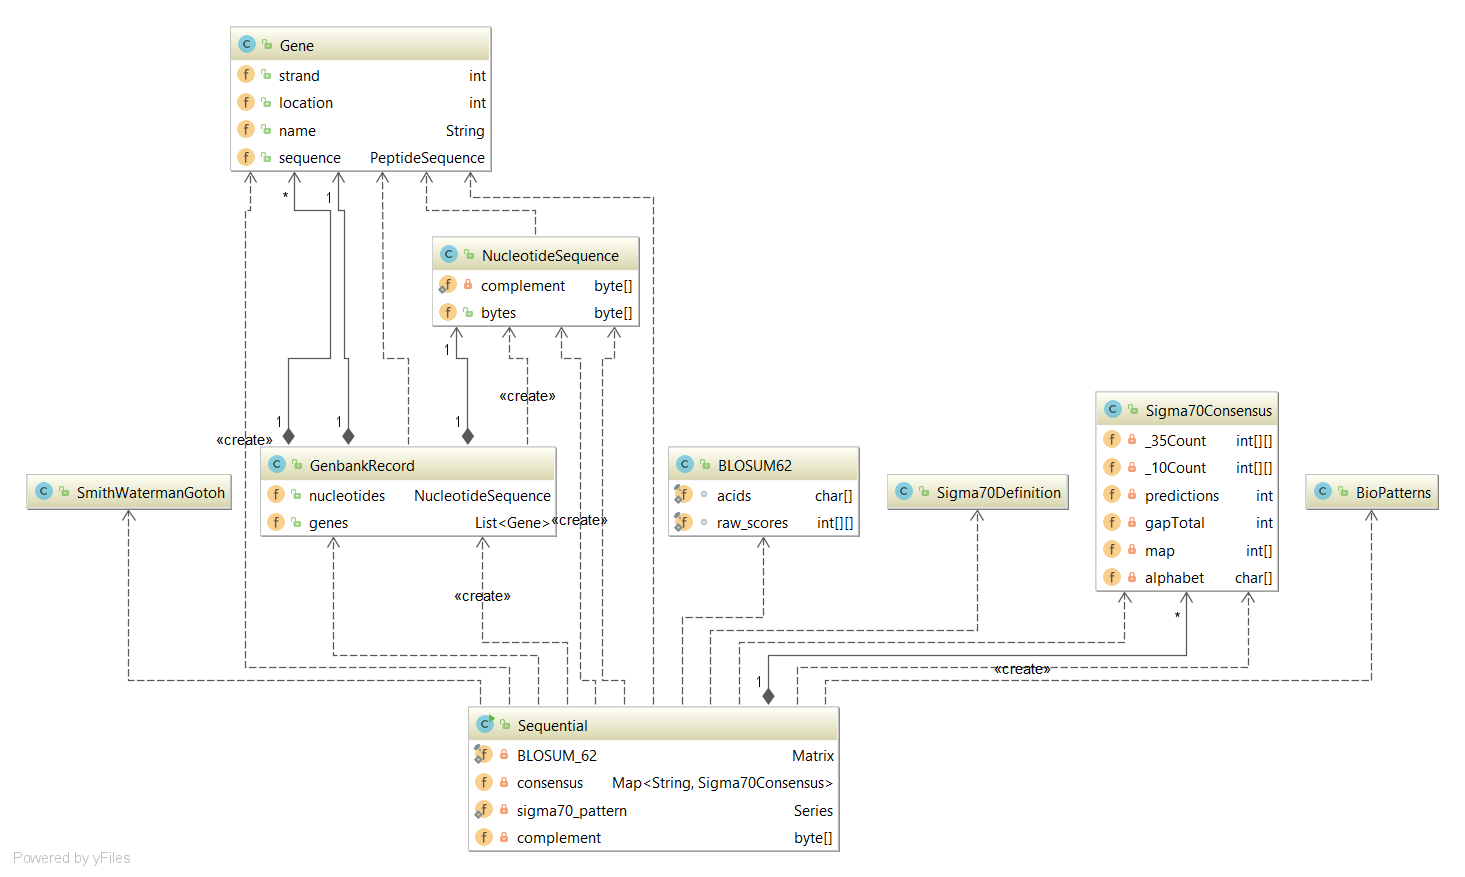 Gene
strand int
location int
name String
sequence PeptideSequence
* 1
NucleotideSequence
complement byte[]
bytes byte[]
1
«create»
Sigma70Consensus
_35Count int[][]
_10Count int[][]
predictions int
gapTotal int
map int[]
alphabet char[]
1 1 1
«create»
GenbankRecord
nucleotides NucleotideSequence
genes List<Gene>
«create»
BLOSUM62
acids char[]
raw_scores int[][]
SmithWatermanGotoh
Sigma70Definition
BioPatterns
«create»
*
«create»
1
Sequential
BLOSUM_62 Matrix
consensus Map<String, Sigma70Consensus>
sigma70_pattern Series
complement byte[]
Powered by yFiles